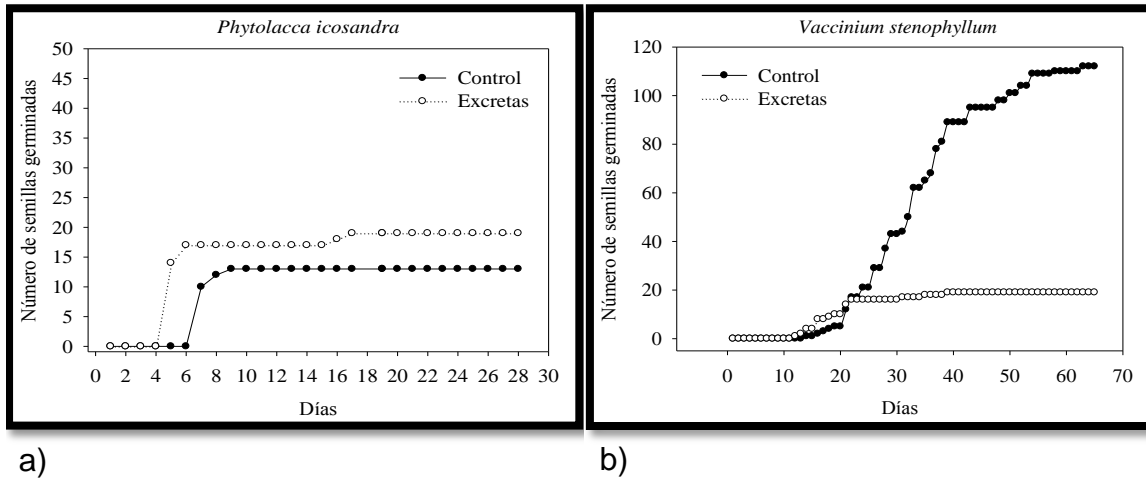 Phytolacca icosandra
50
45
40
35
30
25
20
15
10
5
0
Número de semillas germinadas
Control
Excretas
0 2 4 6 8 10 12 14 16 18 20 22 24 26 28 30
Días
a)
Vaccinium stenophyllum
120
100
80
60
40
20
0
Número de semillas germinadas
Control
Excretas
0 10 20 30 40 50 60 70
Días
b)